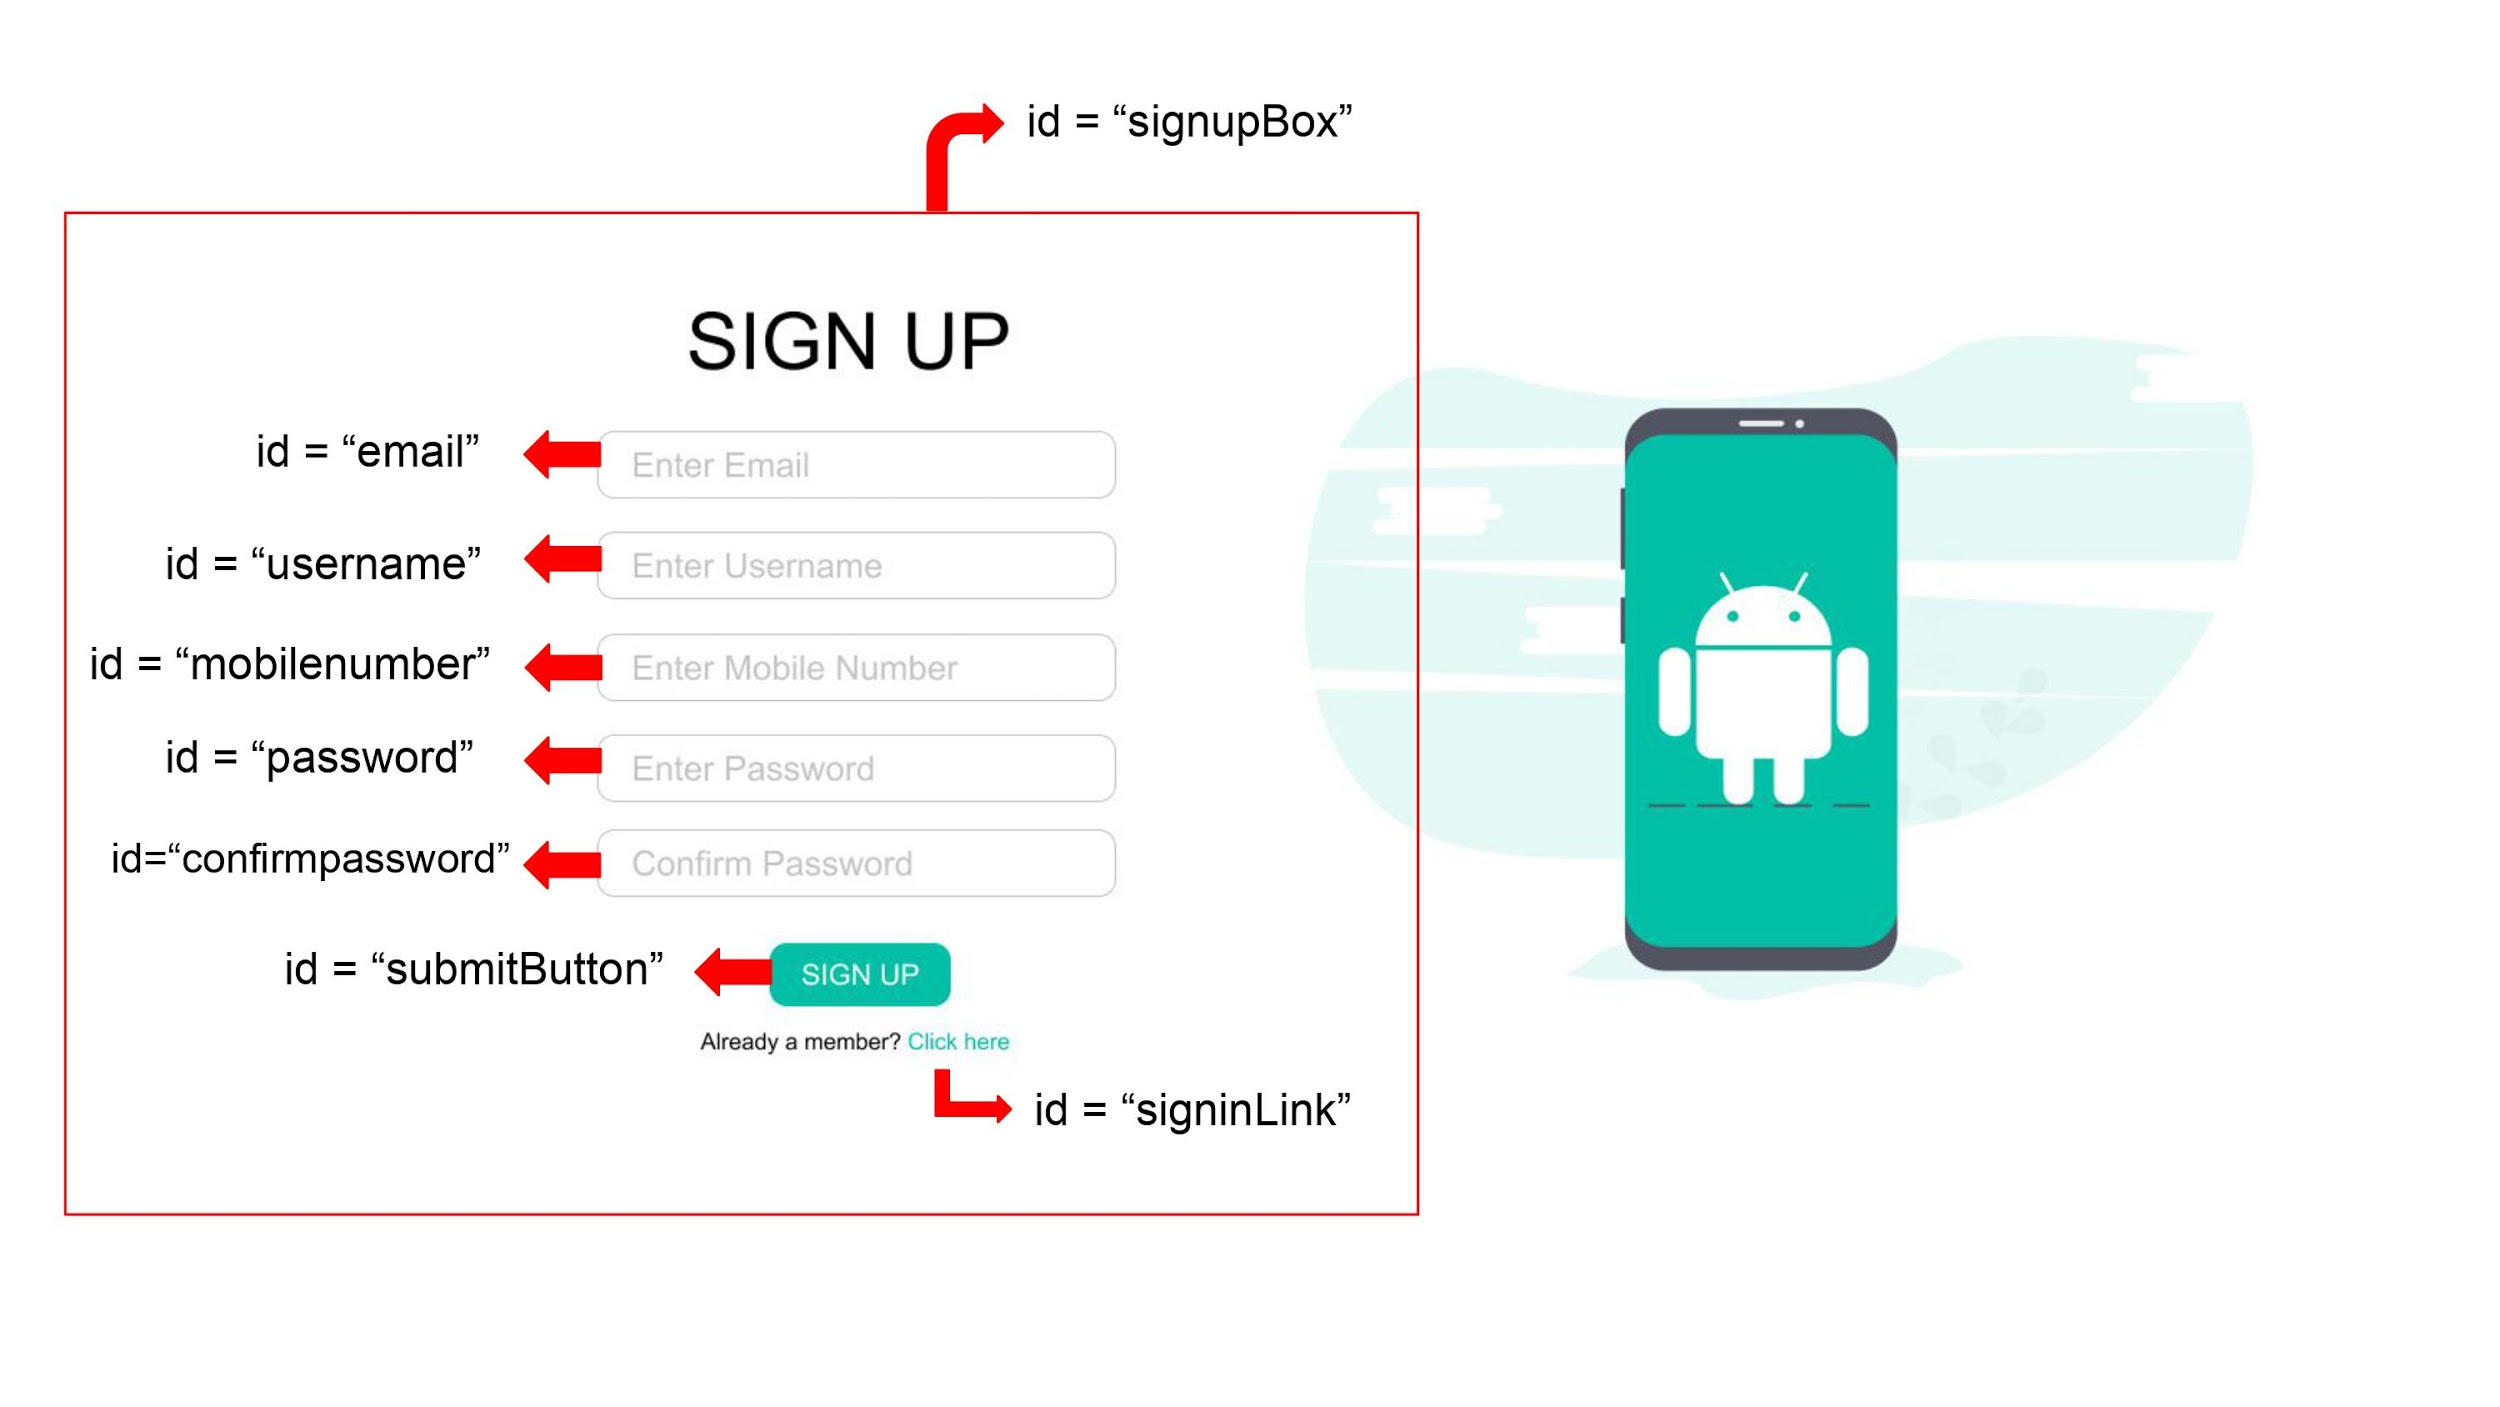 id = “signupBox”
SIGN UP
id = “email”
Enter Email
id = “username”
Enter Username
id = “mobilenumber”
Enter Mobile Number
id = “password”
Enter Password
id=“confirmpassword”
Confirm Password
id = “submitButton”
SIGN UP
Already a member? Click here
id = “signinLink”